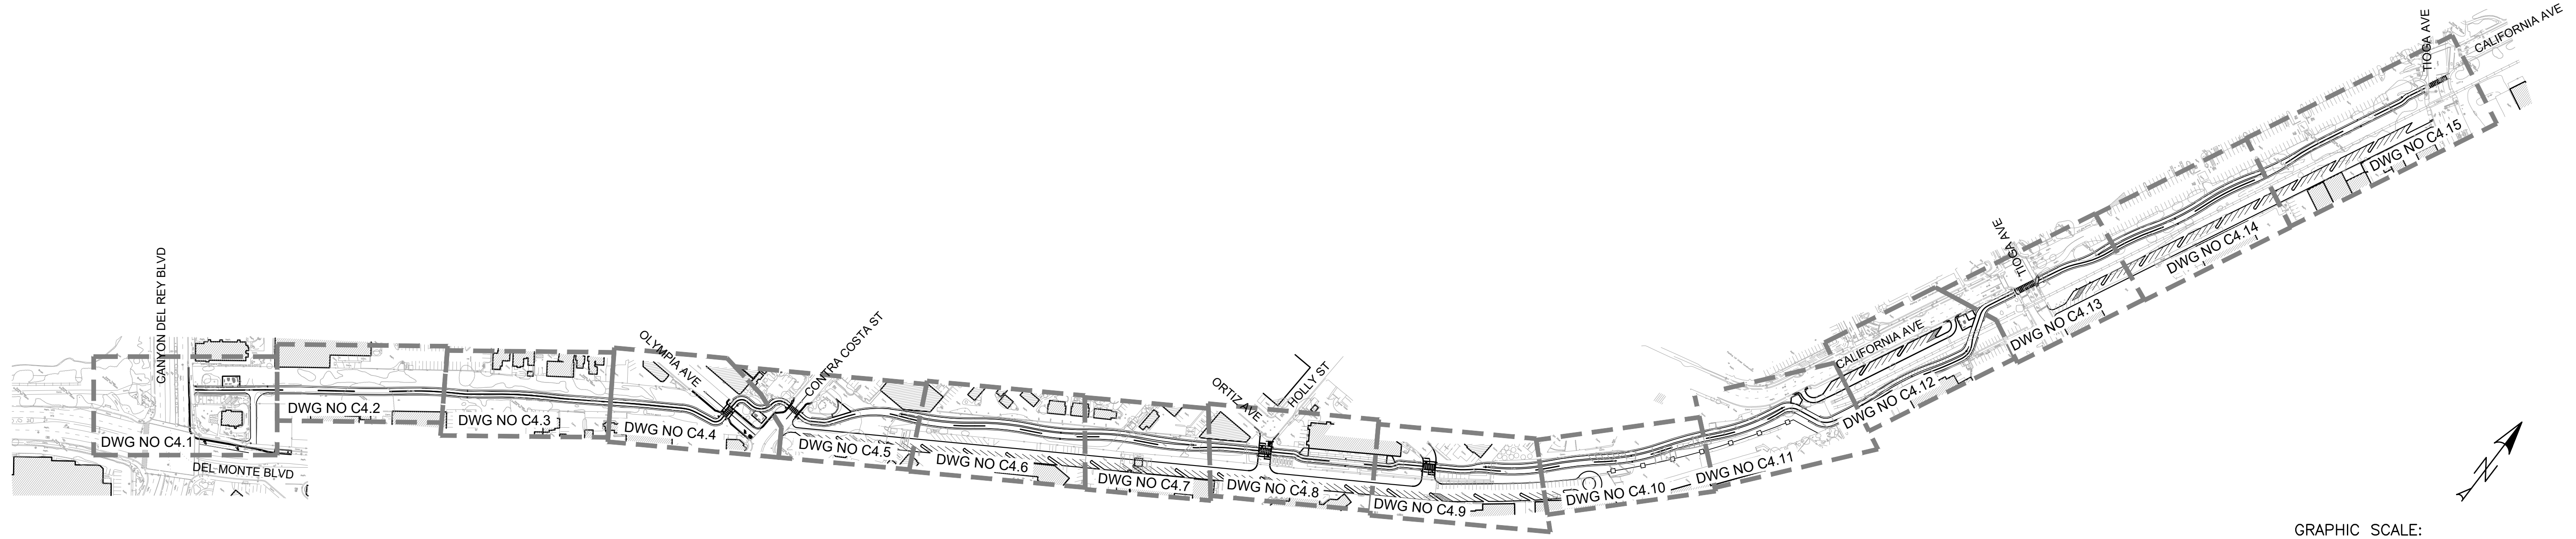 CANYON DEL REY BLVD
DWG NO C4.1
DEL MONTE BLVD
DWG NO C4.2
DWG NO C4.3
OLYMPIA AVE
DWG NO C4.4
CONTRA COSTA ST
DWG NO C4.5
DWG NO C4.6
DWG NO C4.7
ORTIZ AVE
HOLLY ST
DWG NO C4.8
DWG NO C4.9
DWG NO C4.10
DWG NO C4.11
CALIFORNIA AVE
DWG NO C4.12
TIOGA AVE
TIOGA AVE
DWG NO C4.13
DWG NO C4.14
DWG NO C4.15
TIOGA AVE
CALIFORNIA AVE
N
GRAPHIC SCALE: